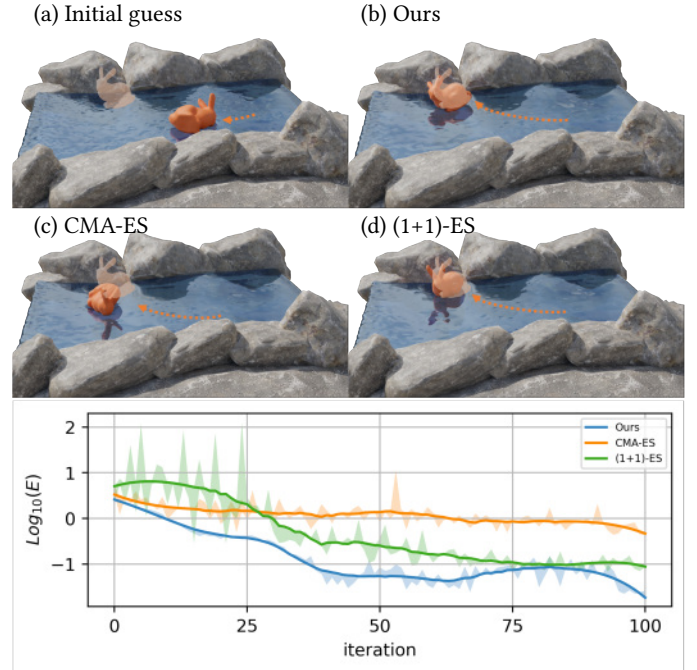 (a) Initial guess
(b) Ours
(c) CMA-ES
(d) (1+1)-ES
2
1
0
−1
Log10(E)
Ours
CMA-ES
(1+1)-ES
0
25
50
75
100
iteration